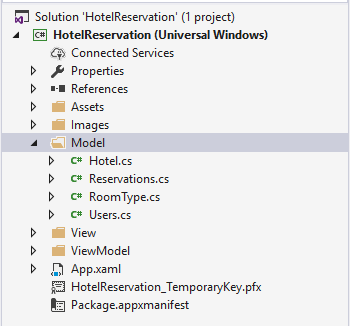 Solution 'HotelReservation' (1 project)
C# HotelReservation (Universal Windows)
Connected Services
Properties
References
Assets
Images
Model
C# Hotel.cs
C# Reservations.cs
C# RoomType.cs
C# Users.cs
View
ViewModel
App.xaml
HotelReservation_TemporaryKey.pfx
Package.appxmanifest